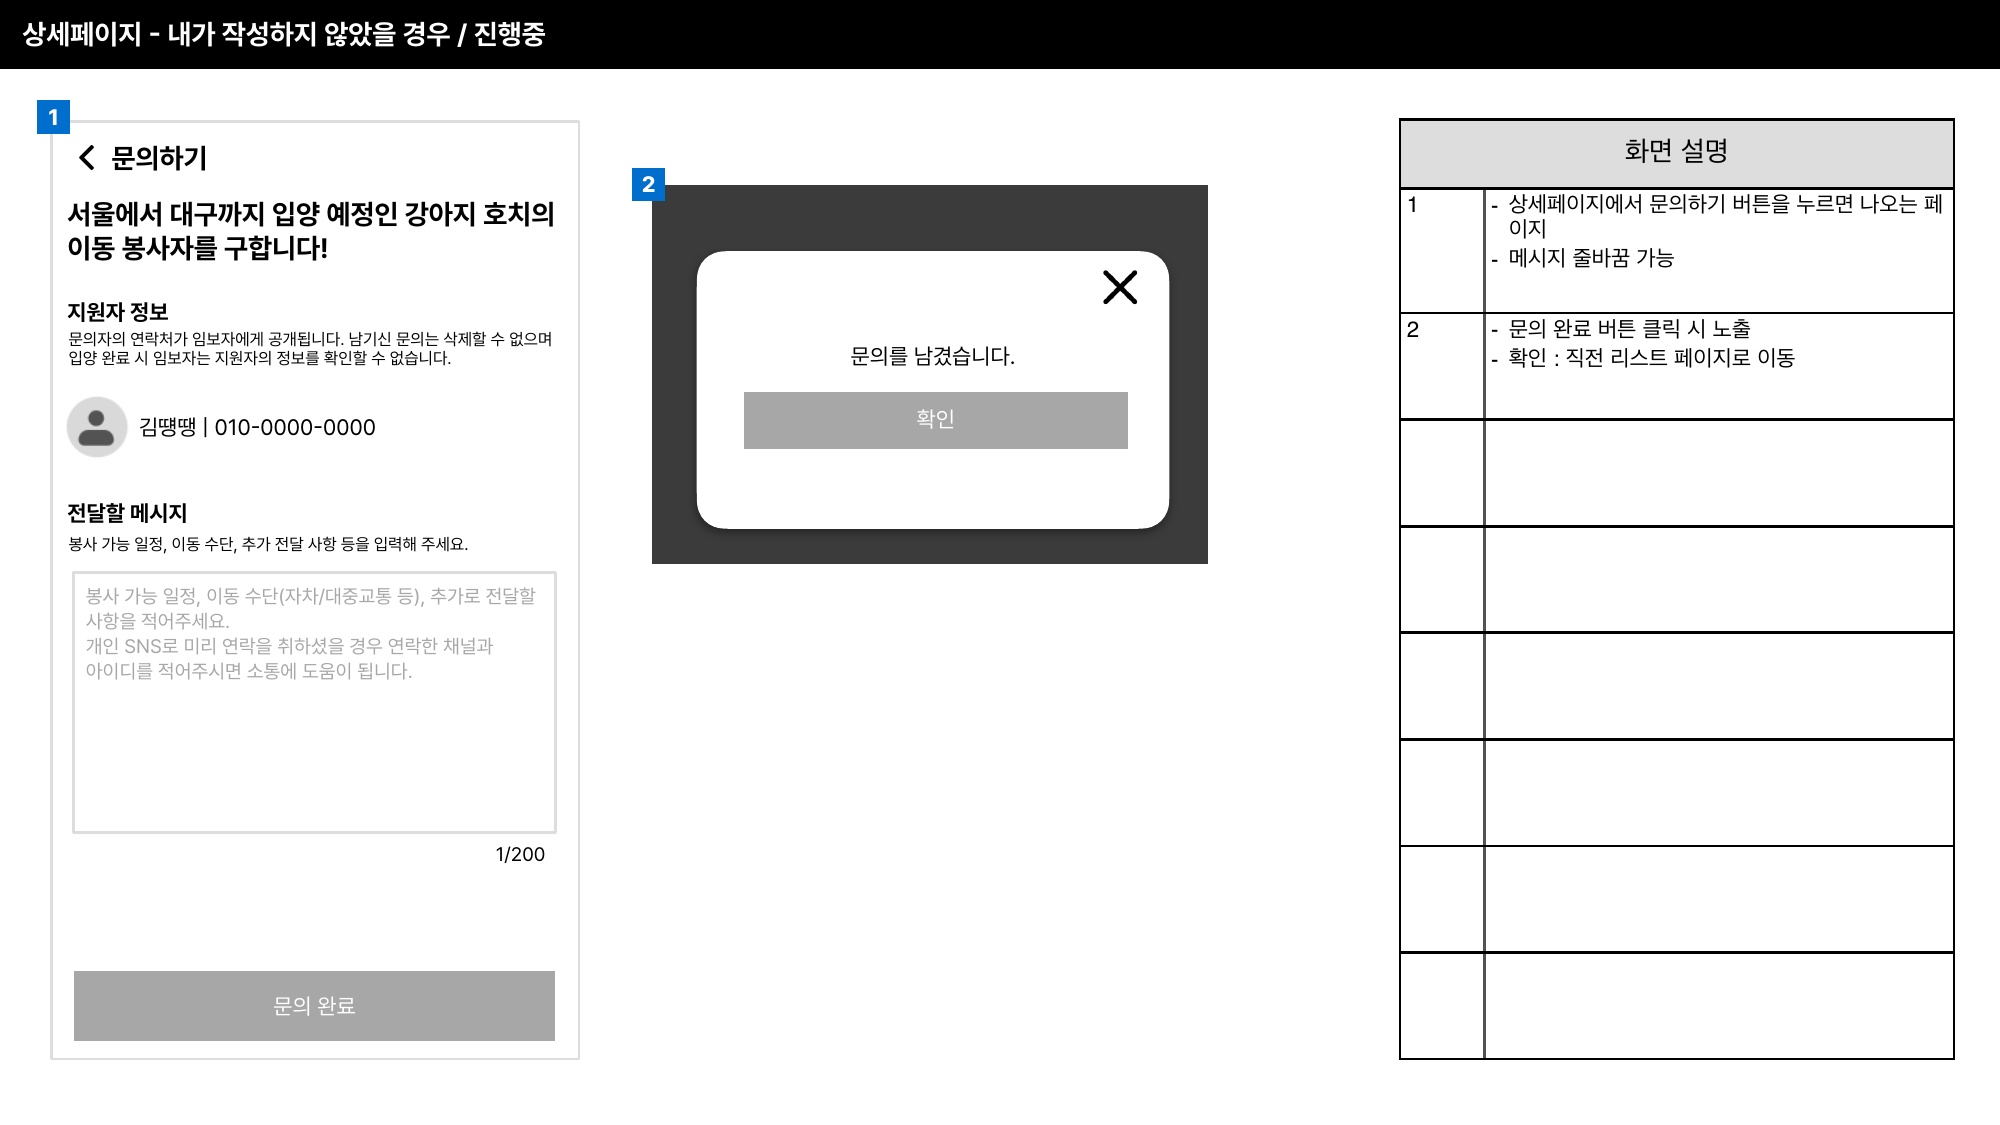 상세페이지 - 내가 작성하지 않았을 경우 / 진행중
1
문의하기
서울에서 대구까지 입양 예정인 강아지 호치의
이동 봉사자를 구합니다!
지원자 정보
문의자의 연락처가 임보자에게 공개됩니다. 남기신 문의는 삭제할 수 없으며
입양 완료 시 임보자는 지원자의 정보를 확인할 수 없습니다.
김떙땡 | 010-0000-0000
전달할 메시지
봉사 가능 일정, 이동 수단, 추가 전달 사항 등을 입력해 주세요.
봉사 가능 일정, 이동 수단(자차/대중교통 등), 추가로 전달할
사항을 적어주세요.
개인 SNS로 미리 연락을 취하셨을 경우 연락한 채널과
아이디를 적어주시면 소통에 도움이 됩니다.
1/200
문의 완료
2
문의를 남겼습니다.
확인
화면 설명
1
- 상세페이지에서 문의하기 버튼을 누르면 나오는 페
이지
- 메시지 줄바꿈 가능
2
- 문의 완료 버튼 클릭 시 노출
- 확인 : 직전 리스트 페이지로 이동